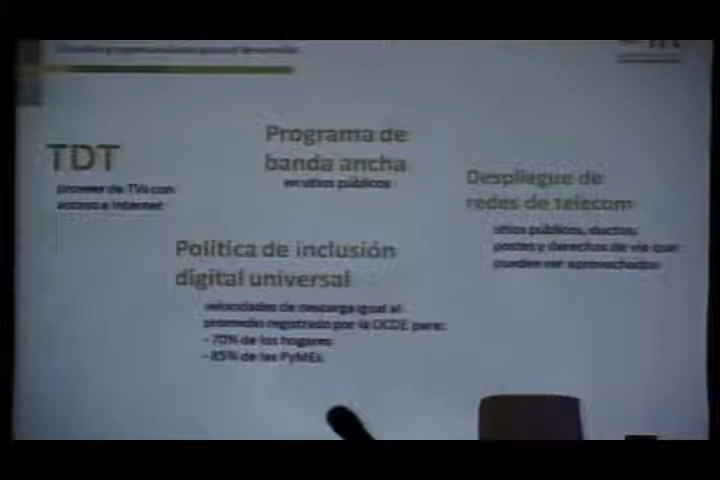 TDT
proveer de TVs con
acceso a Internet
Programa de
banda ancha
en sitios públicos
Despliegue de
redes de telecom
sitios públicos, ductos,
postes y derechos de vía que
puedan ser aprovechados
Política de inclusión
digital universal
velocidades de descarga igual al
promedio registrado por la OCDE para:
- 70% de los hogares
- 85% de las PyMEs